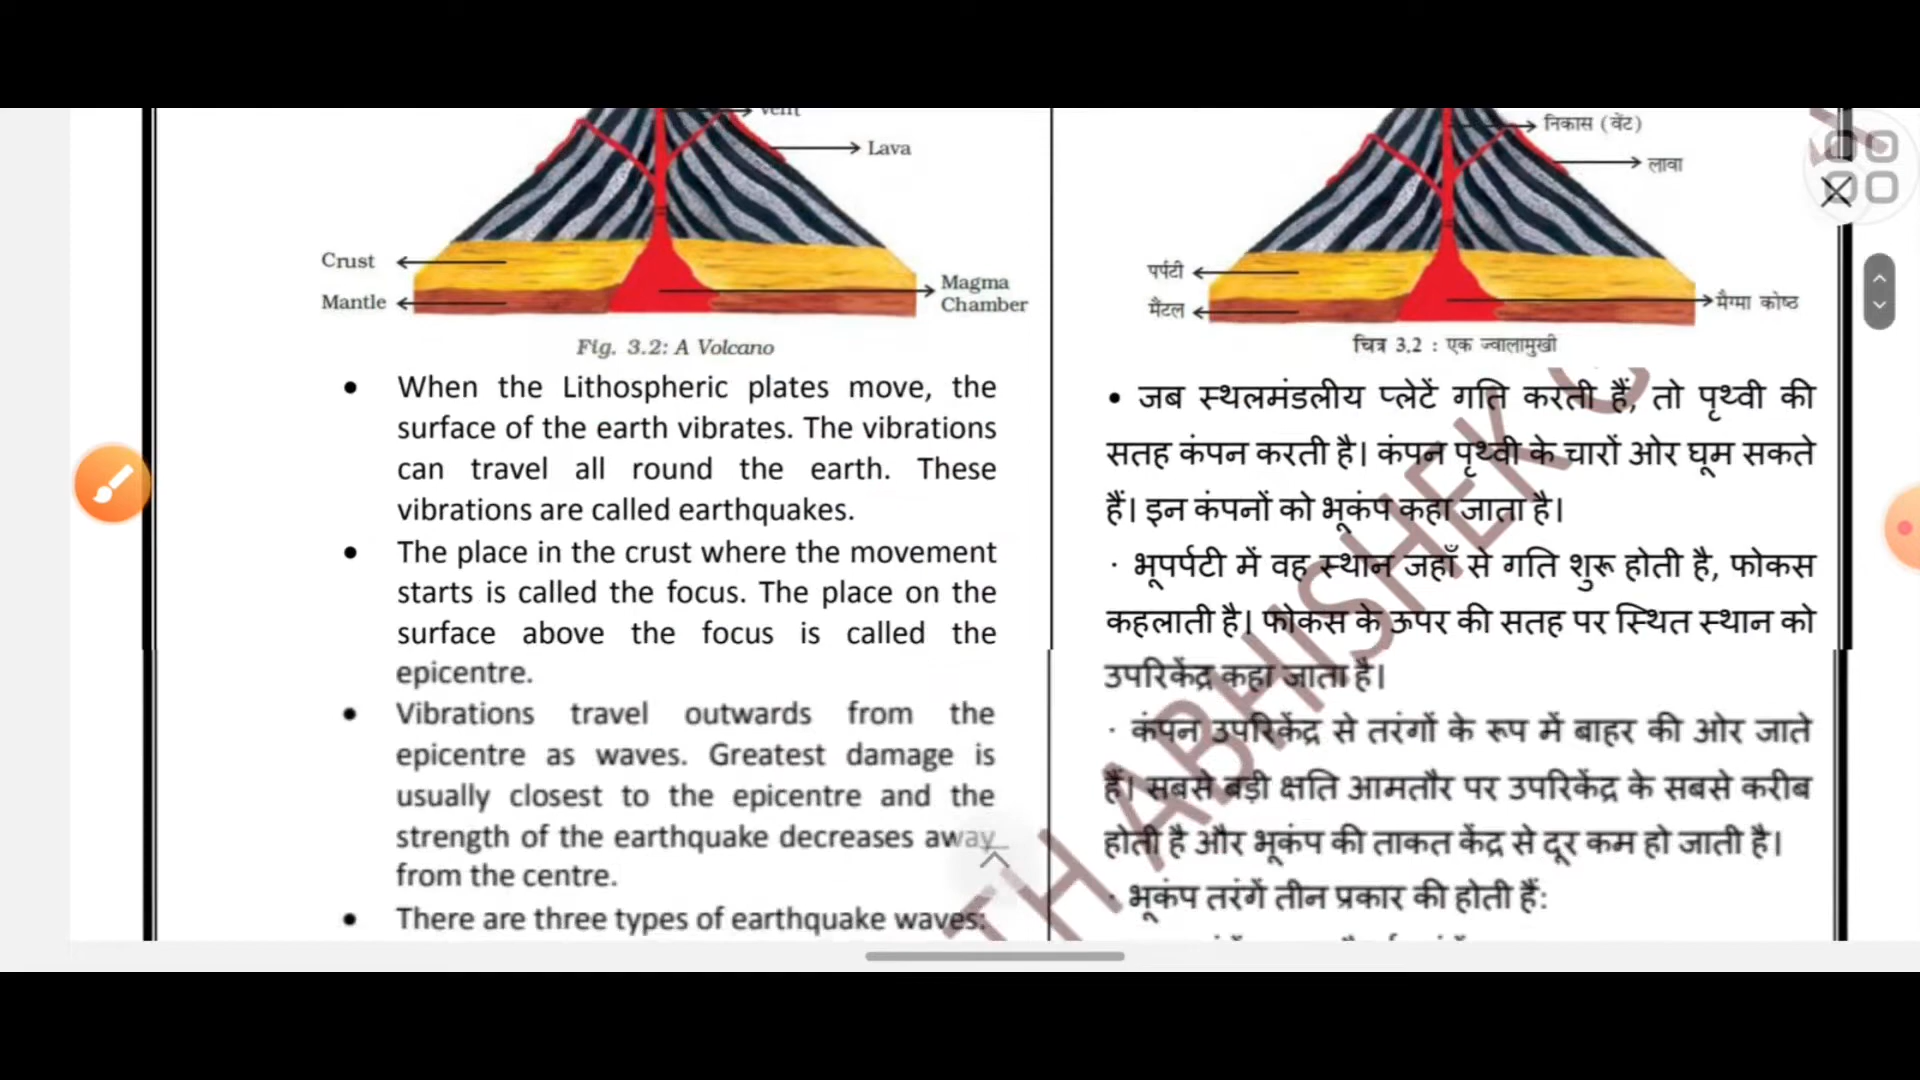 Vent
Lava
Crust
Mantle
Magma
Chamber
Fig. 3.2: A Volcano
• When the Lithospheric plates move, the
surface of the earth vibrates. The vibrations
can travel all round the earth. These
vibrations are called earthquakes.
• The place in the crust where the movement
starts is called the focus. The place on the
surface above the focus is called the
epicentre.
• Vibrations travel outwards from the
epicentre as waves. Greatest damage is
usually closest to the epicentre and the
strength of the earthquake decreases away
from the centre.
• There are three types of earthquake waves:
निकास (वेंट)
लावा
पर्पटी
मैंटल
मैग्मा कोष्ठ
चित्र 3.2 : एक ज्वालामुखी
• जब स्थलमंडलीय प्लेटें गति करती हैं, तो पृथ्वी की
सतह कंपन करती है। कंपन पृथ्वी के चारों ओर घूम सकते
हैं। इन कंपनों को भूकंप कहा जाता है।
· भूपर्पटी में वह स्थान जहाँ से गति शुरू होती है, फोकस
कहलाती है। फोकस के ऊपर की सतह पर स्थित स्थान को
उपरिकेंद्र कहा जाता है।
· कंपन उपरिकेंद्र से तरंगों के रूप में बाहर की ओर जाते
हैं। सबसे बड़ी क्षति आमतौर पर उपरिकेंद्र के सबसे करीब
होती है और भूकंप की ताकत केंद्र से दूर कम हो जाती है।
· भूकंप तरंगें तीन प्रकार की होती हैं:
TH ABHISHEK